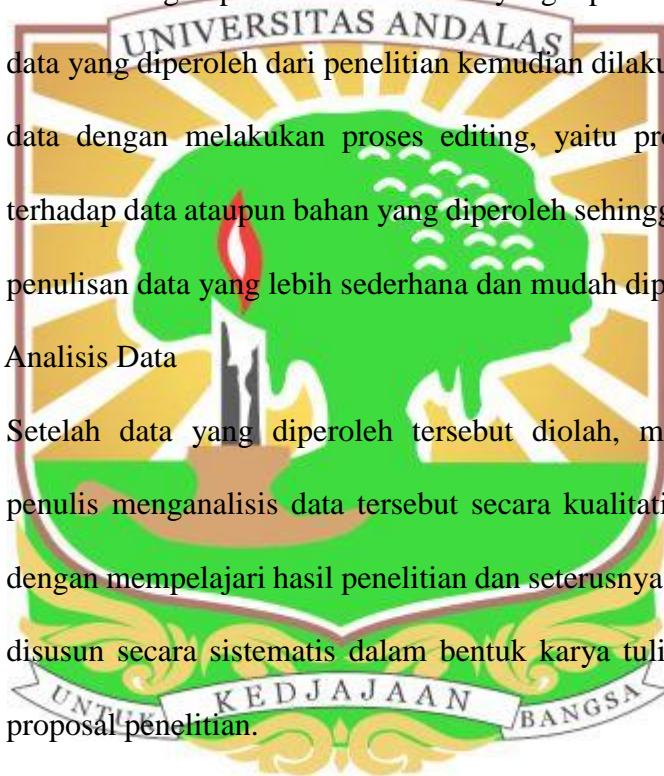 UNIVERSITAS ANDALAS
data yang diperoleh dari penelitian kemudian dilaku
data dengan melakukan proses editing, yaitu pro
terhadap data ataupun bahan yang diperoleh sehingg
penulisan data yang lebih sederhana dan mudah dip
Analisis Data
Setelah data yang diperoleh tersebut diolah, m
penulis menganalisis data tersebut secara kualitati
dengan mempelajari hasil penelitian dan seterusnya
disusun secara sistematis dalam bentuk karya tuli
UNTUK KEDJAJAAN BANGSA
proposal penelitian.